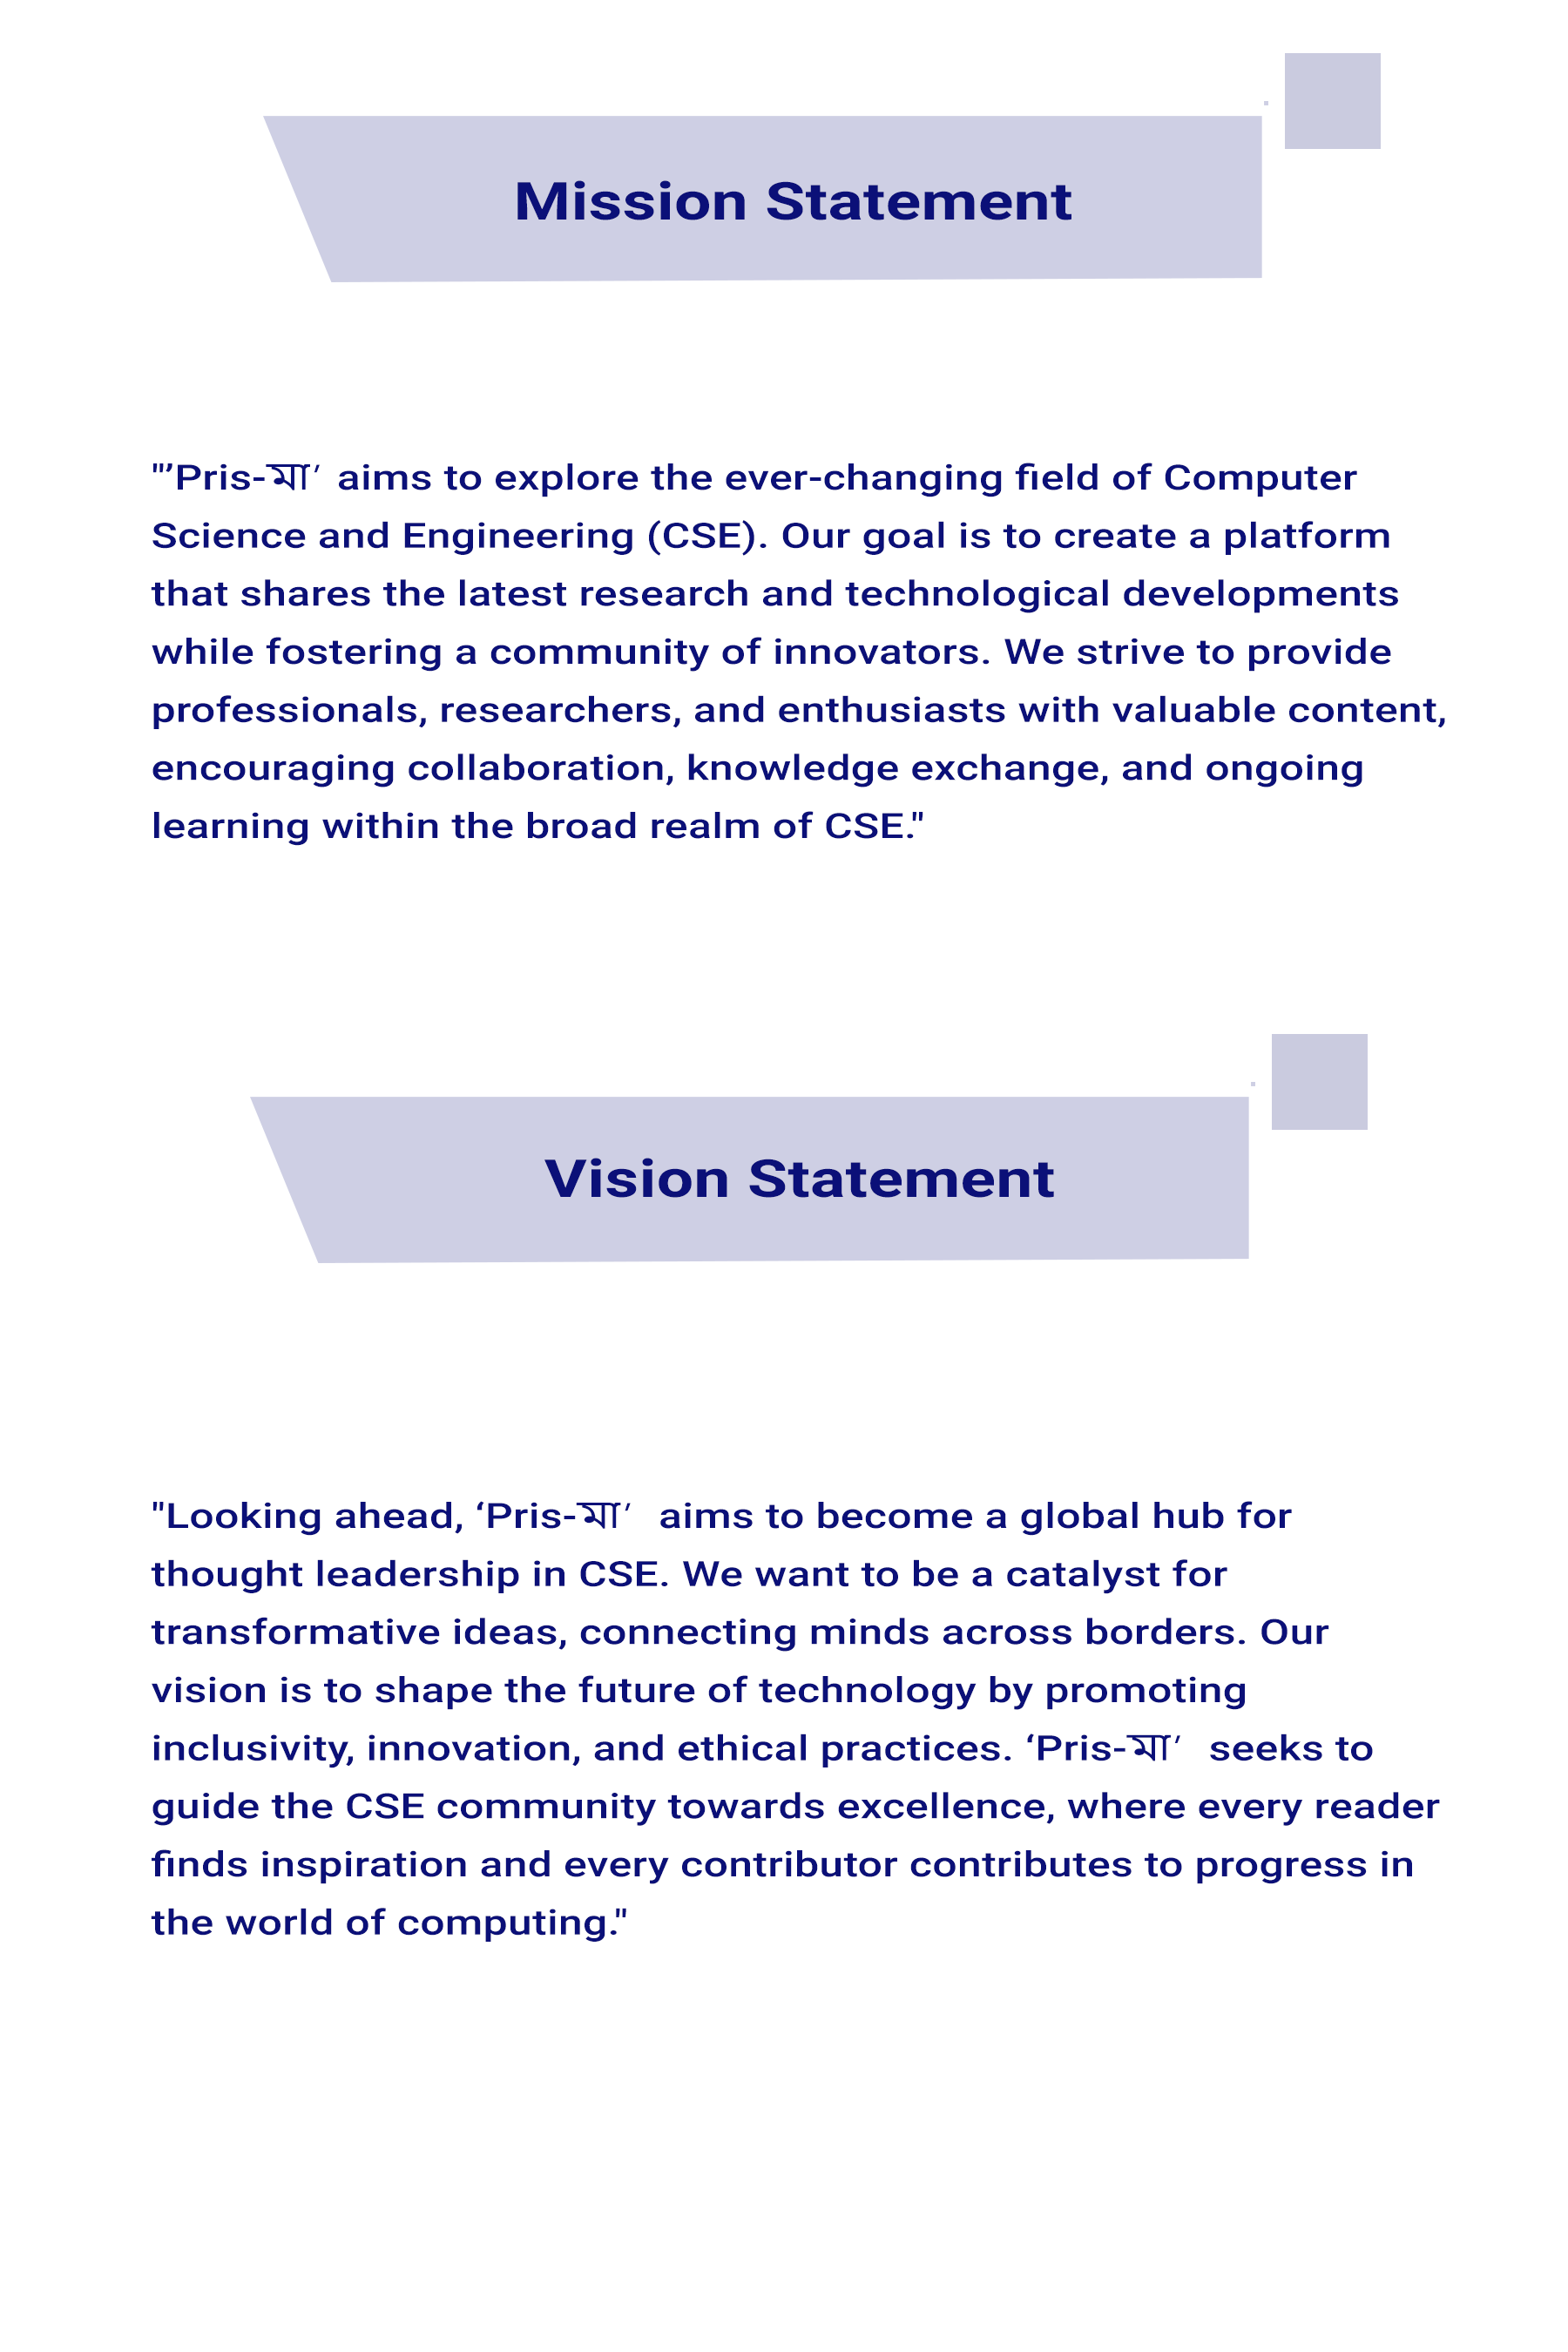 Mission Statement
"’Pris-মা’ aims to explore the ever-changing field of Computer
Science and Engineering (CSE). Our goal is to create a platform
that shares the latest research and technological developments
while fostering a community of innovators. We strive to provide
professionals, researchers, and enthusiasts with valuable content,
encouraging collaboration, knowledge exchange, and ongoing
learning within the broad realm of CSE."
Vision Statement
"Looking ahead, ‘Pris-মা’ aims to become a global hub for
thought leadership in CSE. We want to be a catalyst for
transformative ideas, connecting minds across borders. Our
vision is to shape the future of technology by promoting
inclusivity, innovation, and ethical practices. ‘Pris-মা’ seeks to
guide the CSE community towards excellence, where every reader
finds inspiration and every contributor contributes to progress in
the world of computing."